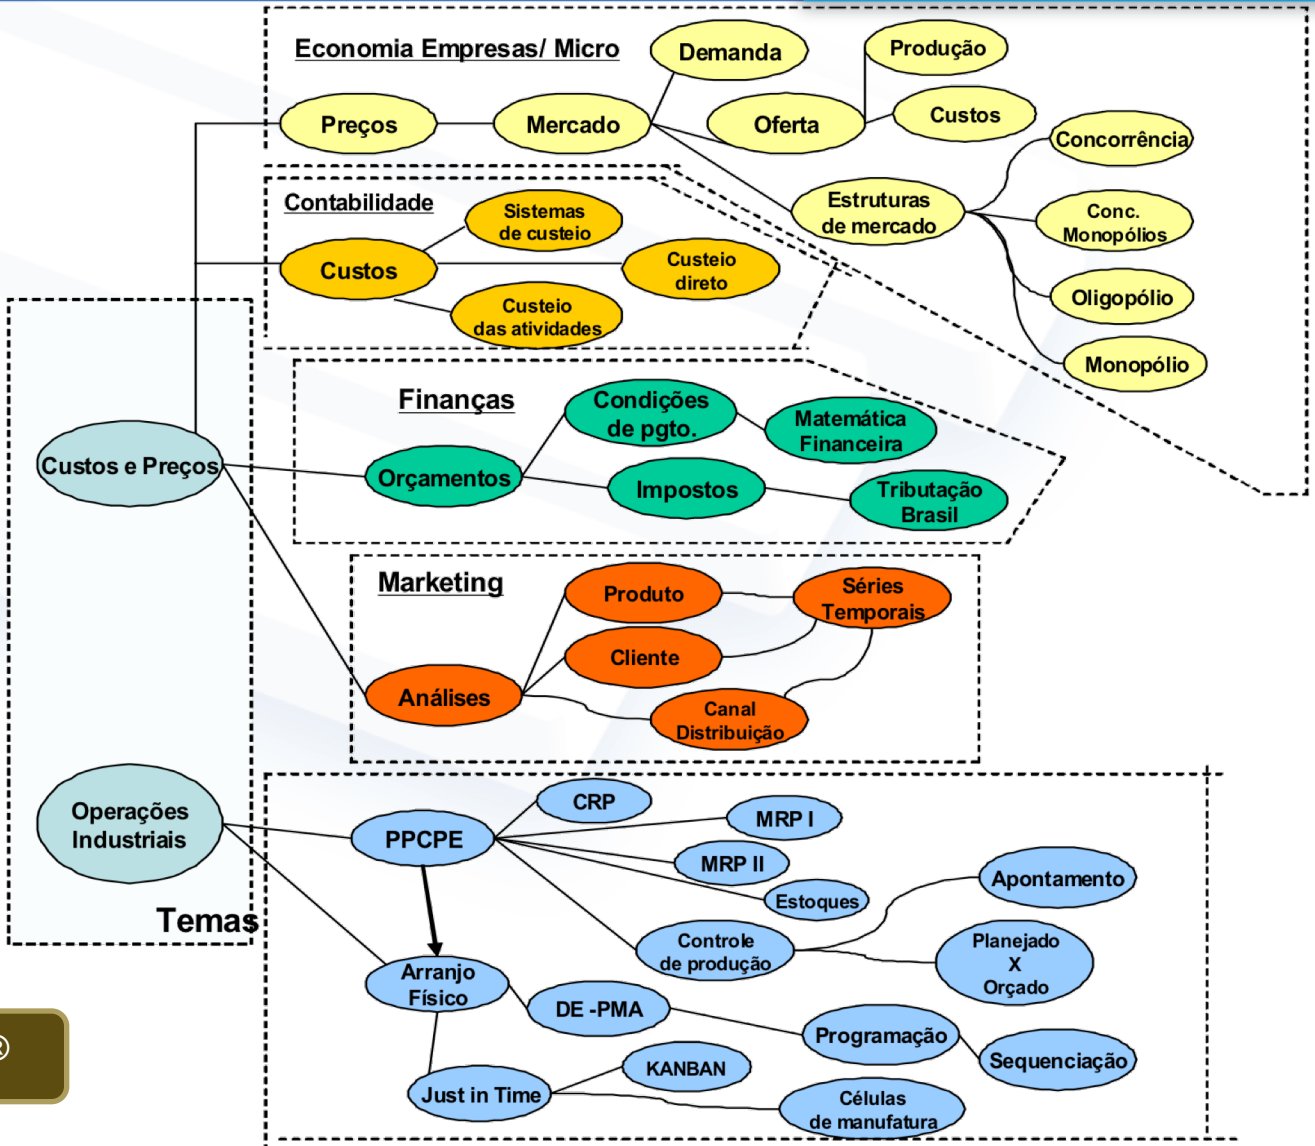 Economia Empresas/ Micro
Demanda
Produção
Preços
Mercado
Oferta
Custos
Concorrência
Estruturas
de mercado
Conc.
Monopólios
Oligopólio
Monopólio
Contabilidade
Sistemas
de custeio
Custos
Custeio
direto
Custeio
das atividades
Finanças
Condições
de pgto.
Matemática
Financeira
Custos e Preços
Orçamentos
Impostos
Tributação
Brasil
Marketing
Produto
Séries
Temporais
Cliente
Análises
Canal
Distribuição
Operações
Industriais
PPCPE
CRP
MRP I
MRP II
Estoques
Apontamento
Temas
Controle
de produção
Planejado
X
Orçado
Arranjo
Físico
DE -PMA
Programação
Sequenciação
KANBAN
Just in Time
Células
de manufatura
®